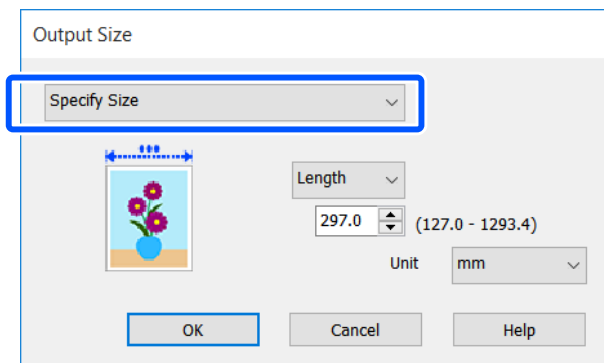 Output Size
Specify Size
Length
297.0 (127.0 - 1293.4)
Unit mm
OK Cancel Help